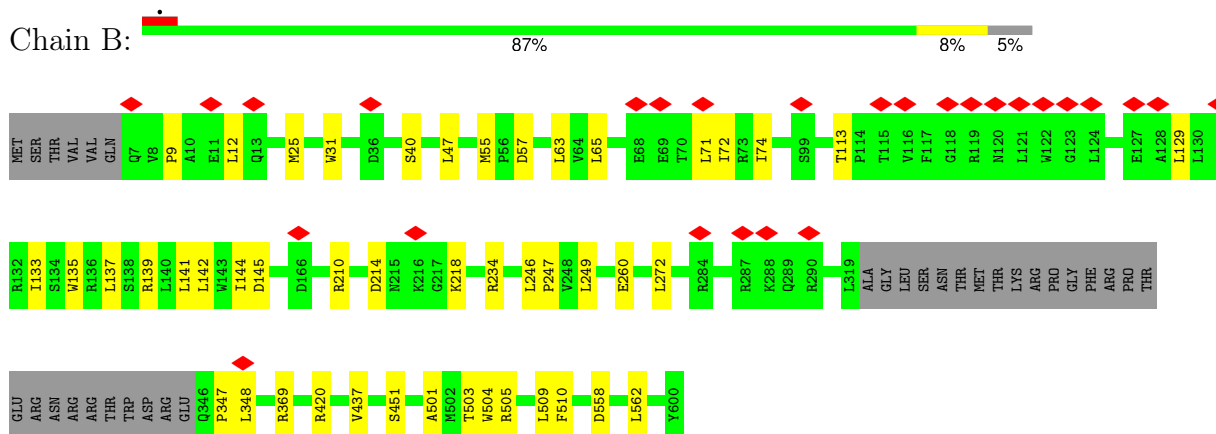 Chain B:
87% 8% 5%
MET SER THR VAL VAL GLN Q7 V8 P9 A10 E11 L12 Q13 M25 W31 D36 S40 L47 M55 P56 D57 L63 V64 L65 E68 E69 T70 L71 I72 R73 I74 S99 T113 P114 T115 V116 F117 G118 R119 N120 L121 W122 G123 L124 E127 A128 L129 L130
R132 I133 S134 W135 R136 L137 S138 R139 L140 L141 L142 W143 I144 D145 D166 R210 D214 N215 K216 G217 K218 R234 L246 P247 V248 L249 E260 L272 R284 R287 K288 Q289 R290 L319 ALA GLY LEU SER ASN THR MET THR LYS ARG PRO GLY PHE ARG PRO THR
GLU ARG ASN ARG ARG THR TRP ASP ARG GLU Q346 P347 L348 R369 R420 V437 S451 A501 M502 T503 W504 R505 L509 F510 D558 L562 Y600